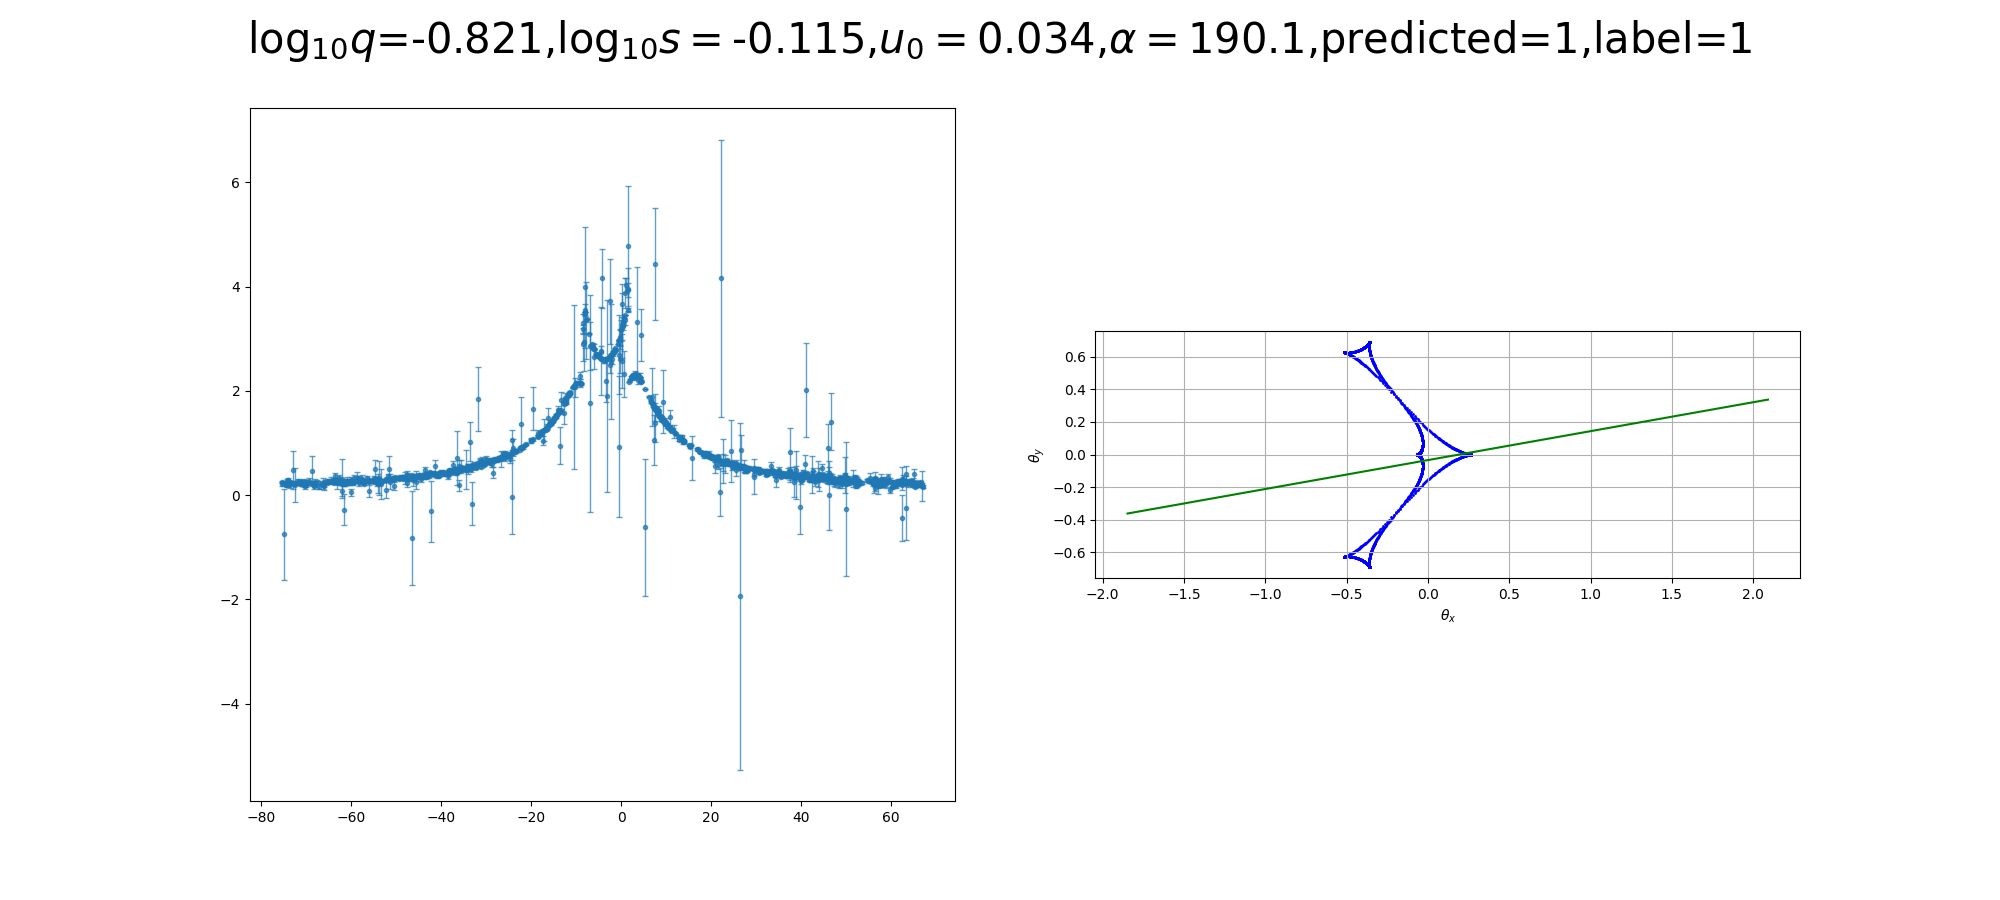 log₁₀q=-0.821,log₁₀s = -0.115,u₀ = 0.034,α = 190.1,predicted=1,label=1
6
4
2
0
−2
−4
−80 −60 −40 −20 0 20 40 60
0.6
0.4
0.2
0.0
−0.2
−0.4
−0.6
θy
−2.0 −1.5 −1.0 −0.5 0.0 0.5 1.0 1.5 2.0
θx